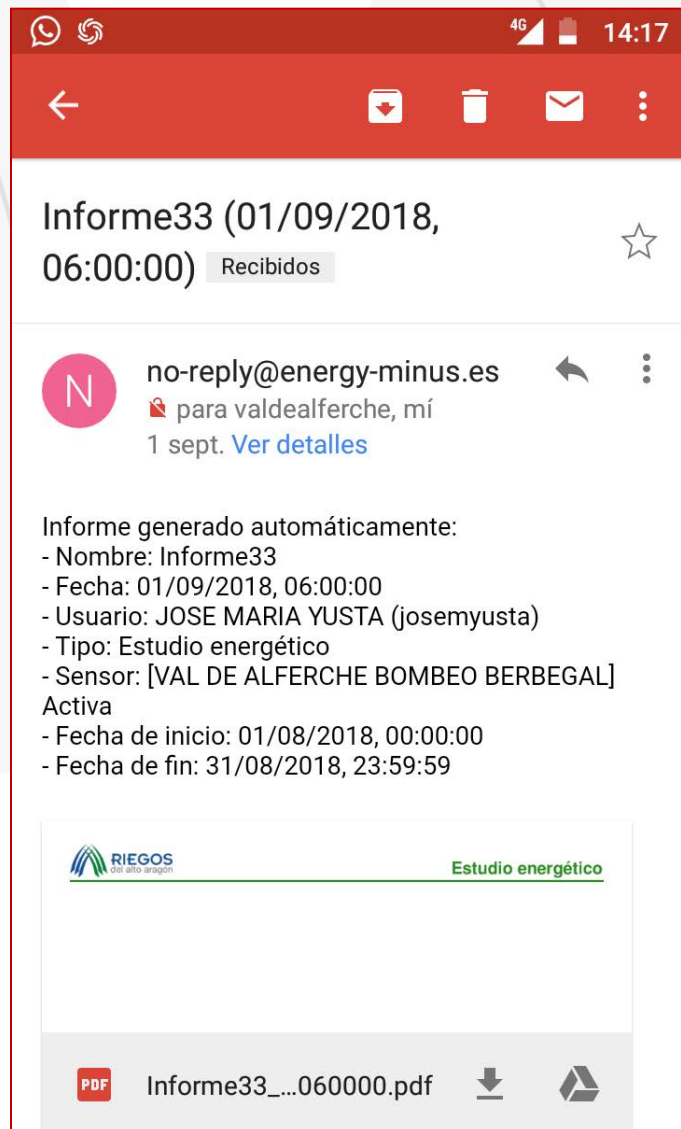 4G 14:17
Informe33 (01/09/2018,
06:00:00) Recibidos
N
no-reply@energy-minus.es
para valdealferche, mí
1 sept. Ver detalles
Informe generado automáticamente:
- Nombre: Informe33
- Fecha: 01/09/2018, 06:00:00
- Usuario: JOSE MARIA YUSTA (josemyusta)
- Tipo: Estudio energético
- Sensor: [VAL DE ALFERCHE BOMBEO BERBEGAL]
Activa
- Fecha de inicio: 01/08/2018, 00:00:00
- Fecha de fin: 31/08/2018, 23:59:59
RIEGOS
del alto aragón
Estudio energético
PDF Informe33_...060000.pdf